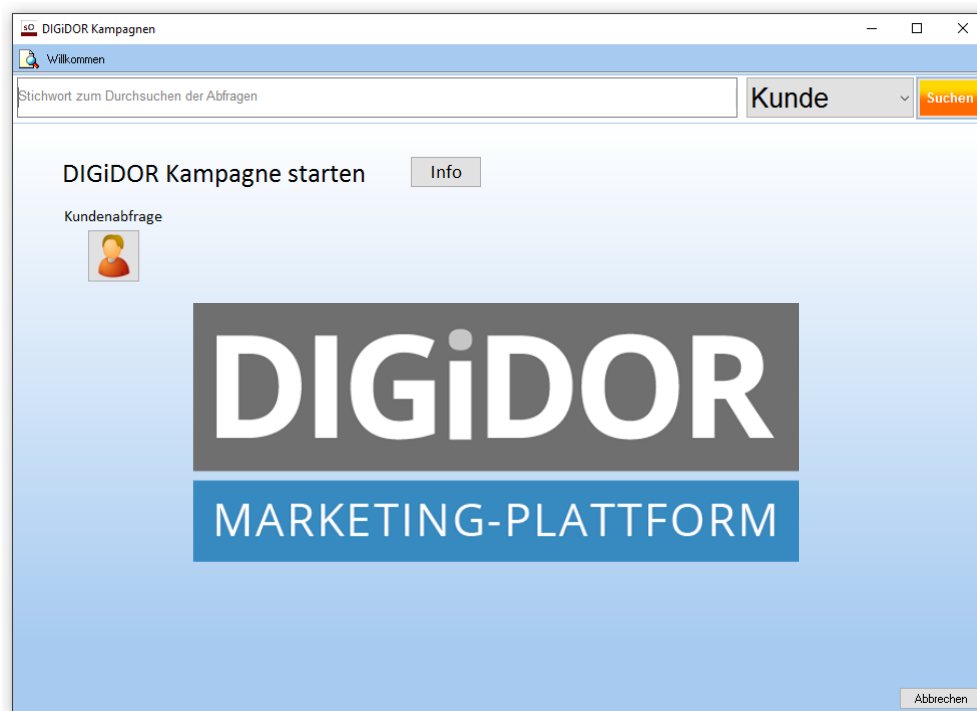 sO DIGiDOR Kampagnen
Willkommen
Stichwort zum Durchsuchen der Abfragen Kunde Suchen
DIGiDOR Kampagne starten Info
Kundenabfrage
DIGiDOR
MARKETING-PLATTFORM
Abbrechen